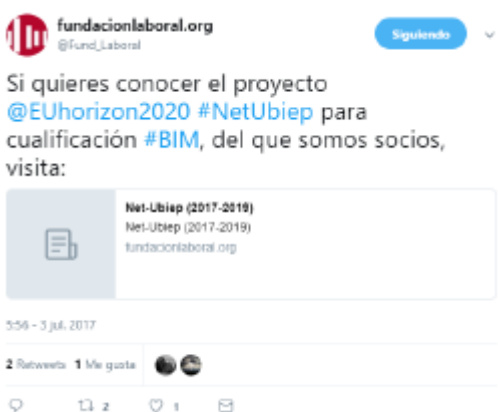 fundacionlaboral.org
@Fund_Laboral
Siguiendo
Si quieres conocer el proyecto
@EUhorizon2020 #NetUbiep para
cualificación #BIM, del que somos socios,
visita:
Net-Ubiep (2017-2019)
Net-Ubiep (2017-2019)
fundacionlaboral.org
5:56 - 3 jul. 2017
2 Retweets 1 Me gusta
2 1